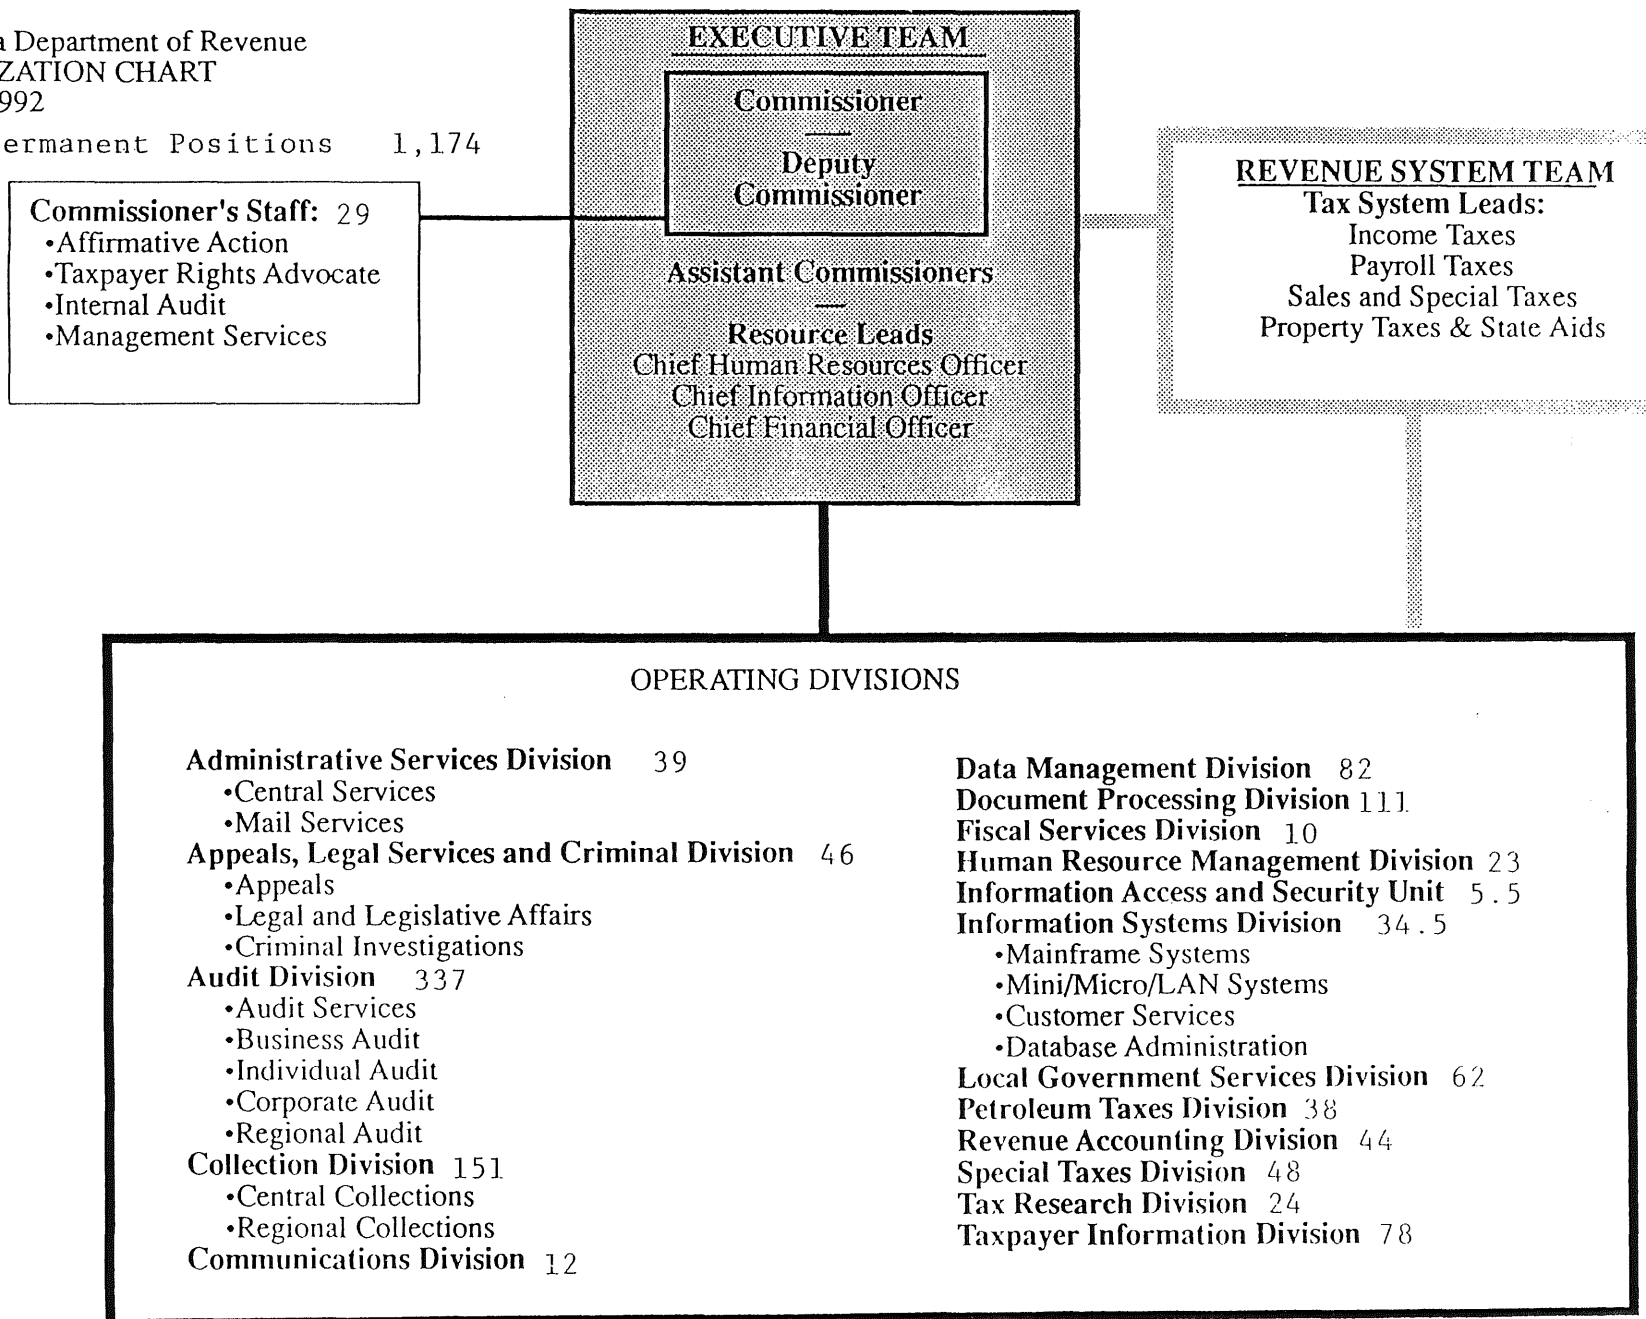 a Department of Revenue
ZATION CHART
992
ermanent Positions 1,174
Commissioner's Staff: 29
•Affirmative Action
•Taxpayer Rights Advocate
•Internal Audit
•Management Services
EXECUTIVE TEAM
Commissioner
Deputy
Commissioner
Assistant Commissioners
Resource Leads
Chief Human Resources Officer
Chief Information Officer
Chief Financial Officer
REVENUE SYSTEM TEAM
Tax System Leads:
Income Taxes
Payroll Taxes
Sales and Special Taxes
Property Taxes & State Aids
OPERATING DIVISIONS
Administrative Services Division 39
•Central Services
•Mail Services
Appeals, Legal Services and Criminal Division 46
•Appeals
•Legal and Legislative Affairs
•Criminal Investigations
Audit Division 337
•Audit Services
•Business Audit
•Individual Audit
•Corporate Audit
•Regional Audit
Collection Division 151
•Central Collections
•Regional Collections
Communications Division 12
Data Management Division 82
Document Processing Division 111
Fiscal Services Division 10
Human Resource Management Division 23
Information Access and Security Unit 5.5
Information Systems Division 34.5
•Mainframe Systems
•Mini/Micro/LAN Systems
•Customer Services
•Database Administration
Local Government Services Division 62
Petroleum Taxes Division 38
Revenue Accounting Division 44
Special Taxes Division 48
Tax Research Division 24
Taxpayer Information Division 78